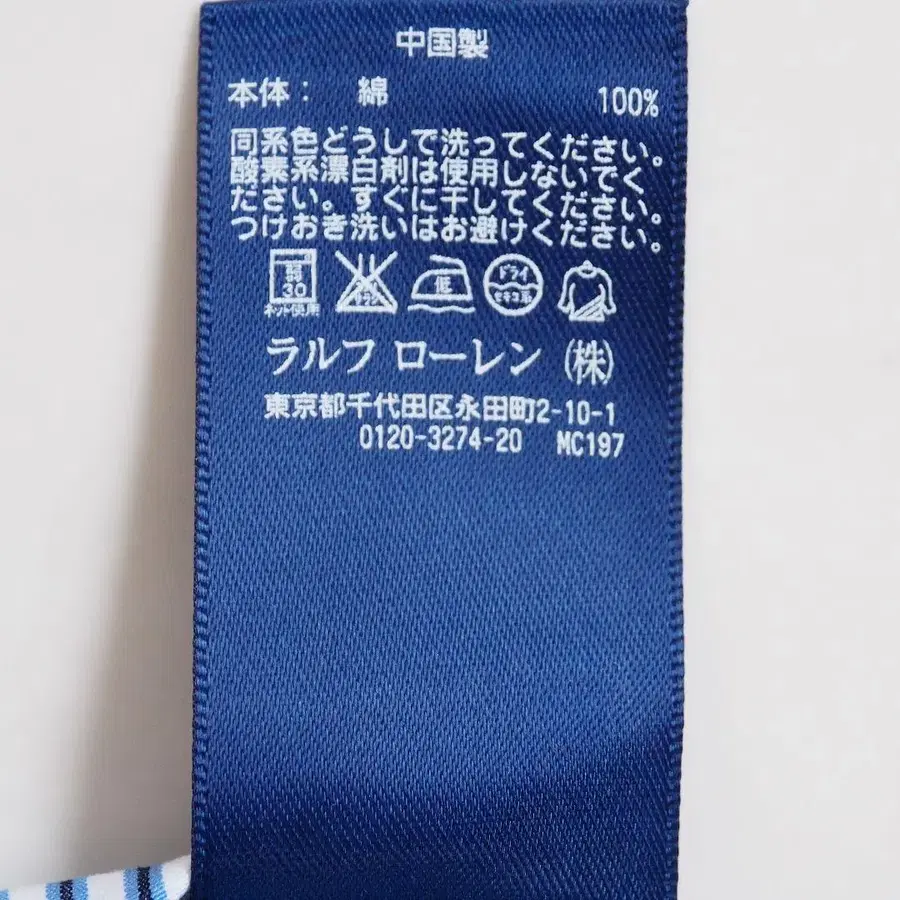 中国製
本体： 綿 100%
同系色どうしで洗ってください。
酸素系漂白剤は使用しないでく
ださい。すぐに干してください。
つけおき洗いはお避けください。
弱 30 ネット使用 低 ドライ セキユ系
ラルフ ローレン ㈱
東京都千代田区永田町2-10-1
0120-3274-20 MC197